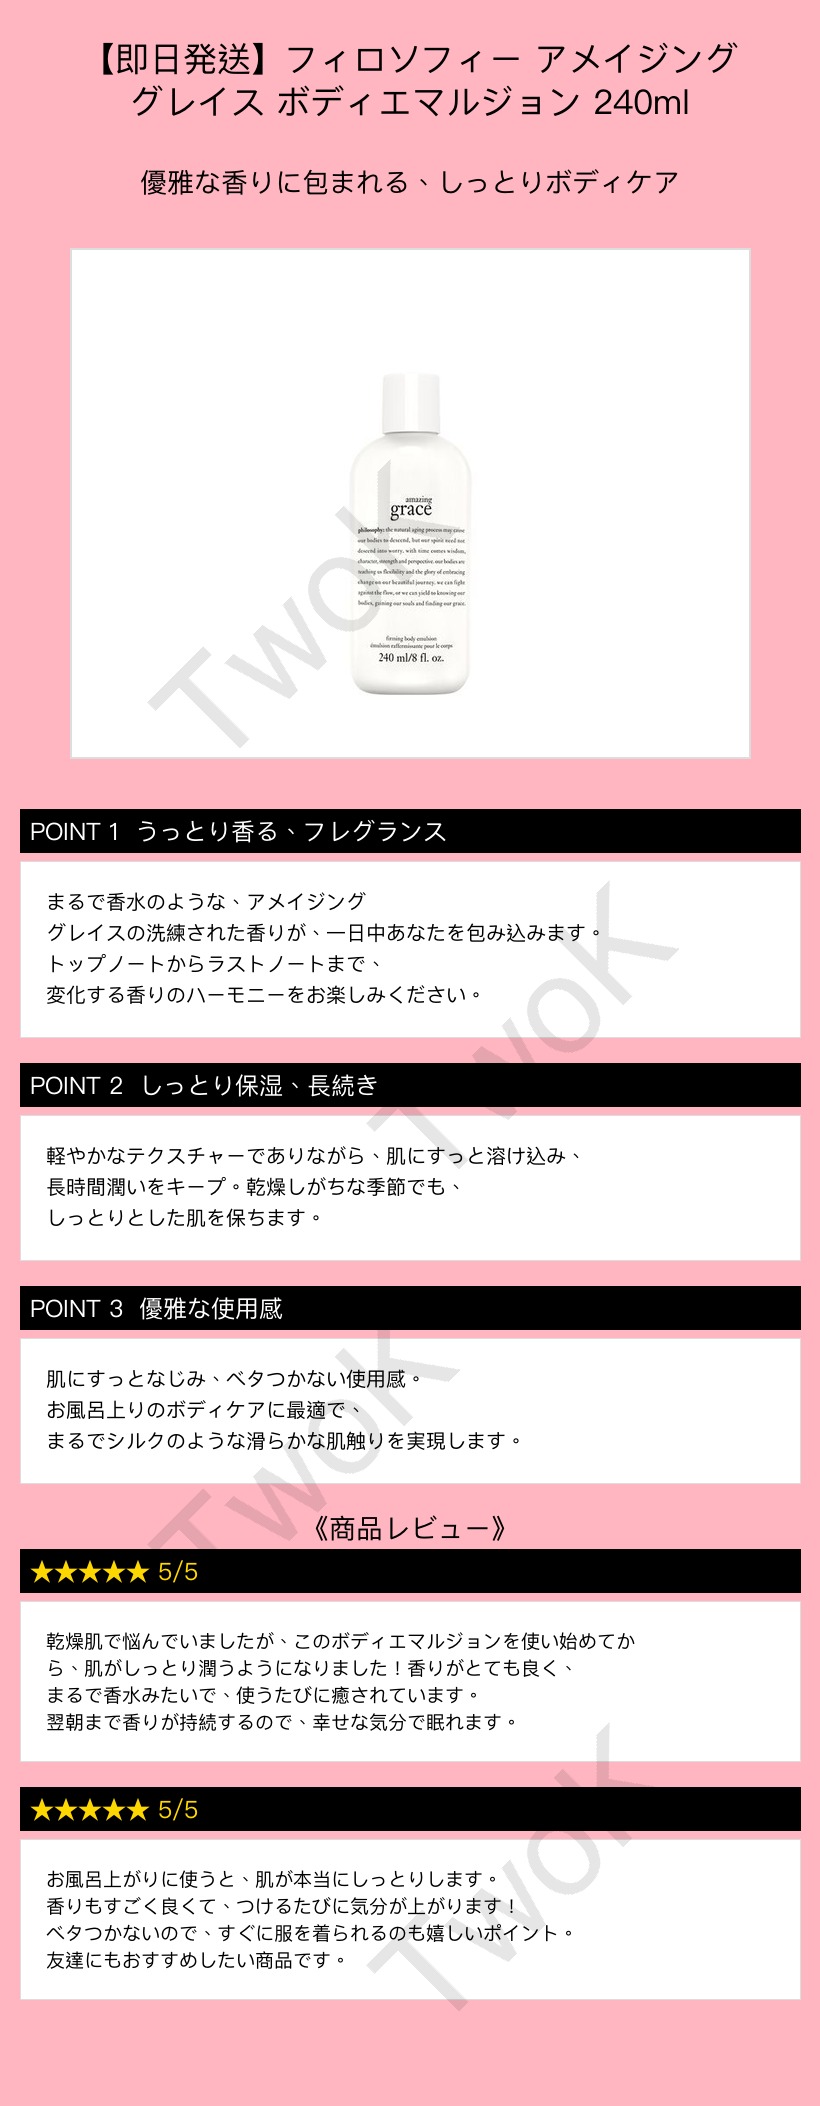 【即日発送】フィロソフィー アメイジング
グレイス ボディエマルジョン 240ml
優雅な香りに包まれる、しっとりボディケア
amazing
grace
philosophy: the natural aging process may cause
our bodies to descend, but our spirit need not
descend into worry. with time comes wisdom,
character, strength and perspective. our bodies are
teaching us flexibility and the glory of embracing
change on our beautiful journey. we can fight
against the flow, or we can yield to knowing our
bodies, gaining our souls and finding our grace.
firming body emulsion
émulsion raffermissante pour le corps
240 ml/8 fl. oz.
TwoK
POINT 1 うっとり香る、フレグランス
まるで香水のような、アメイジング
グレイスの洗練された香りが、一日中あなたを包み込みます。
トップノートからラストノートまで、
変化する香りのハーモニーをお楽しみください。
TwoK
POINT 2 しっとり保湿、長続き
軽やかなテクスチャーでありながら、肌にすっと溶け込み、
長時間潤いをキープ。乾燥しがちな季節でも、
しっとりとした肌を保ちます。
POINT 3 優雅な使用感
肌にすっとなじみ、ベタつかない使用感。
お風呂上りのボディケアに最適で、
まるでシルクのような滑らかな肌触りを実現します。
TwoK
《商品レビュー》
★★★★★ 5/5
乾燥肌で悩んでいましたが、このボディエマルジョンを使い始めてか
ら、肌がしっとり潤うようになりました！香りがとても良く、
まるで香水みたいで、使うたびに癒されています。
翌朝まで香りが持続するので、幸せな気分で眠れます。
★★★★★ 5/5
お風呂上がりに使うと、肌が本当にしっとりします。
香りもすごく良くて、つけるたびに気分が上がります！
ベタつかないので、すぐに服を着られるのも嬉しいポイント。
友達にもおすすめしたい商品です。
TwoK